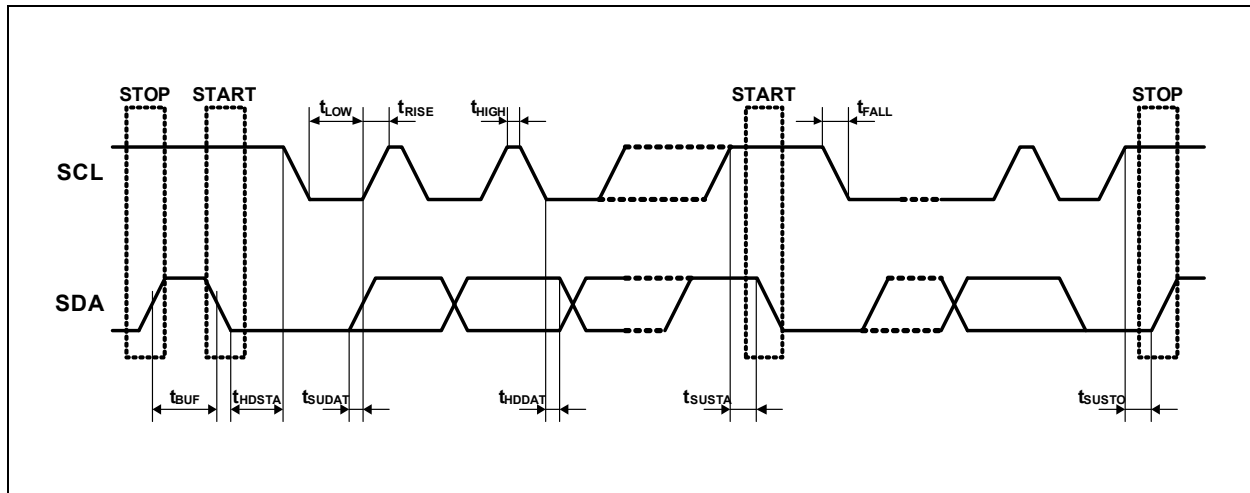 STOP START START STOP
tLOW tRISE tHIGH tFALL
SCL
SDA
tBUF tHDSTA tSUDAT tHDDAT tSUSTA tSUSTO